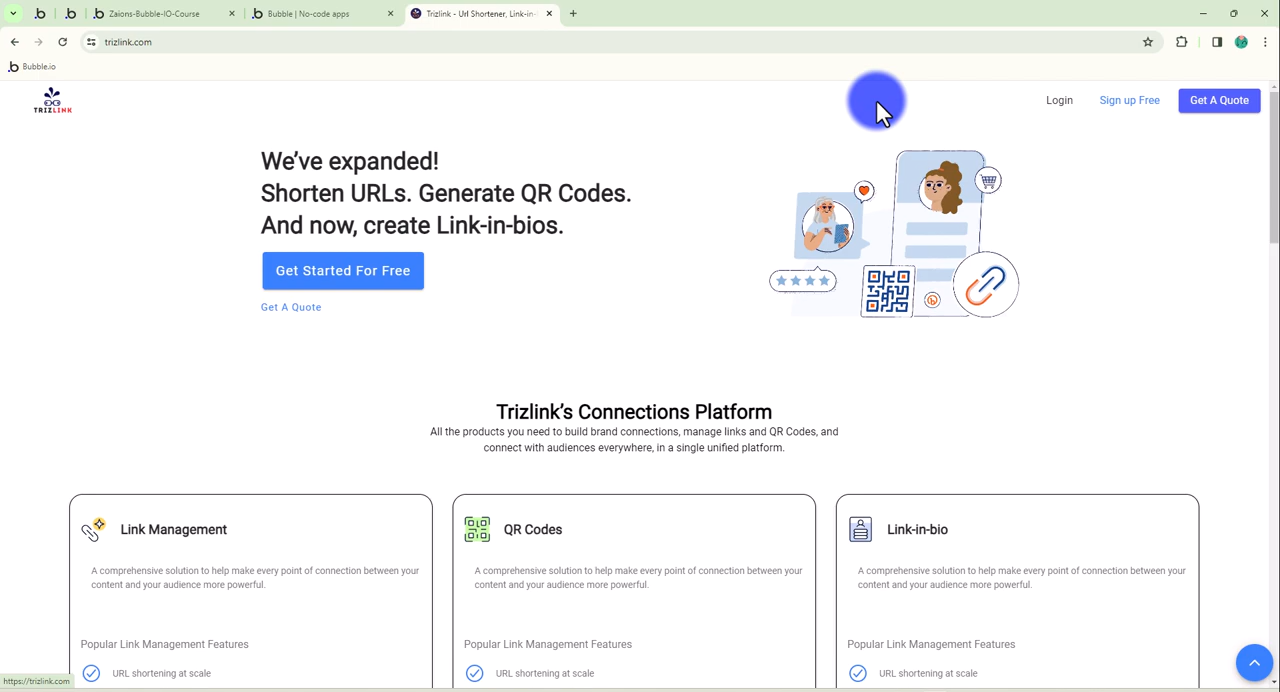 Zaions-Bubble-IO-Course
Bubble | No-code apps
Trizlink - Url Shortener, Link-in-
trizlink.com
Bubble.io
TRIZLINK
Login
Sign up Free
Get A Quote
We've expanded!
Shorten URLs. Generate QR Codes.
And now, create Link-in-bios.
Get Started For Free
Get A Quote
Trizlink's Connections Platform
All the products you need to build brand connections, manage links and QR Codes, and
connect with audiences everywhere, in a single unified platform.
Link Management
A comprehensive solution to help make every point of connection between your
content and your audience more powerful.
Popular Link Management Features
URL shortening at scale
QR Codes
A comprehensive solution to help make every point of connection between your
content and your audience more powerful.
Popular Link Management Features
URL shortening at scale
Link-in-bio
A comprehensive solution to help make every point of connection between your
content and your audience more powerful.
Popular Link Management Features
URL shortening at scale
https://trizlink.com